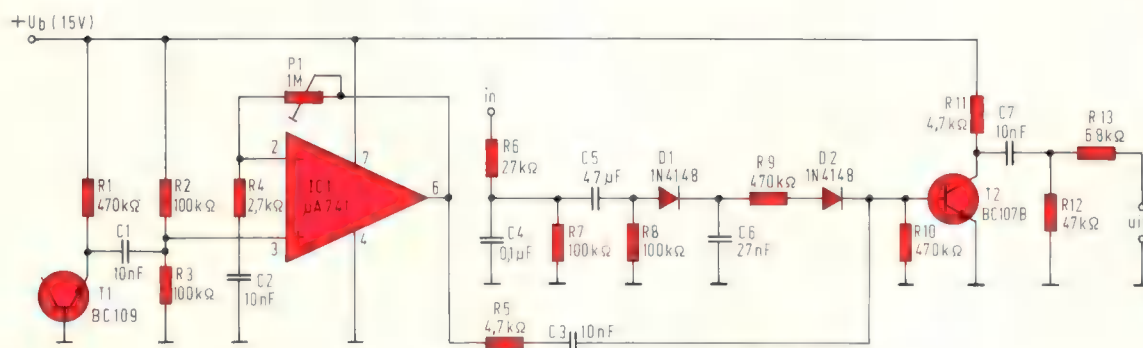 +Ub (15V)
P1
1M
R1
470kΩ
R2
100kΩ
C1
10nF
R3
100kΩ
T1
BC109
R4
2,7kΩ
C2
10nF
2
3
IC1
µA741
7
6
4
in
R6
27kΩ
C4
0,1µF
R7
100kΩ
C5
4,7µF
R8
100kΩ
D1
1N4148
C6
27nF
R9
470kΩ
D2
1N4148
R5
4,7kΩ
C3
10nF
R10
470kΩ
R11
4,7kΩ
T2
BC107B
C7
10nF
R12
47kΩ
R13
68kΩ